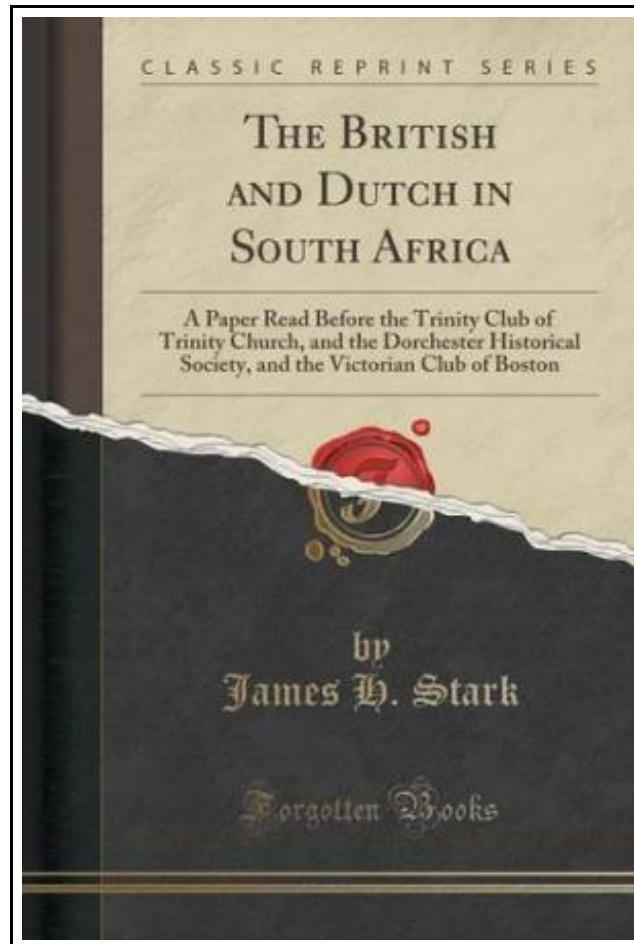 CLASSIC REPRINT SERIES
THE BRITISH
AND DUTCH IN
SOUTH AFRICA
A Paper Read Before the Trinity Club of
Trinity Church, and the Dorchester Historical
Society, and the Victorian Club of Boston
by
James H. Stark
Forgotten Books